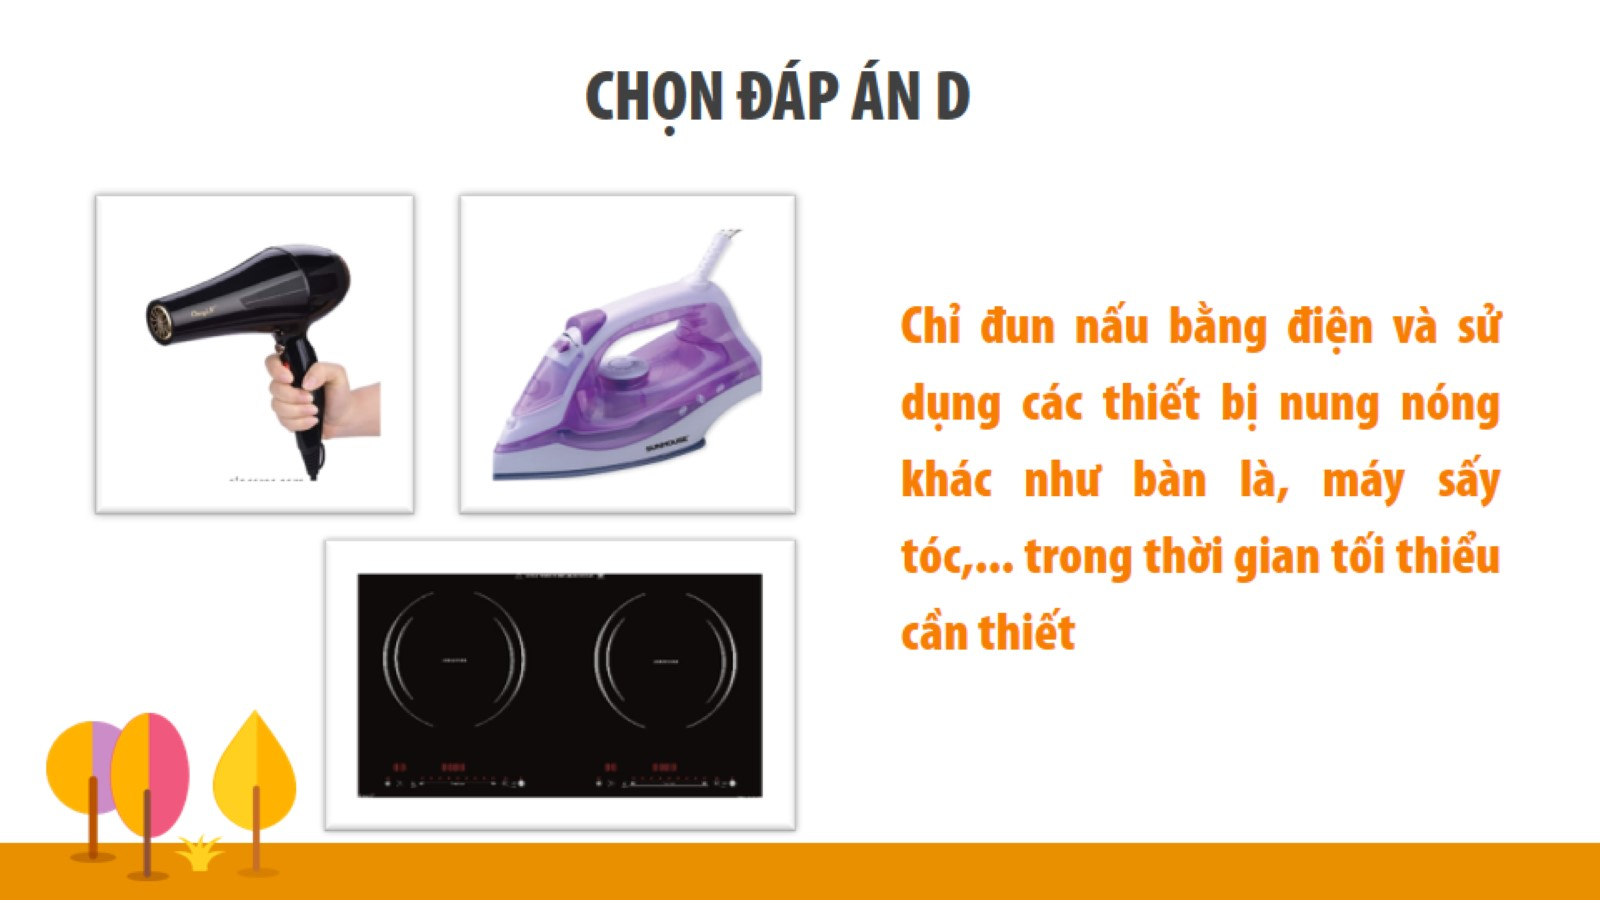 CHỌN ĐÁP ÁN D
SUNHOUSE
Chỉ đun nấu bằng điện và sử
dụng các thiết bị nung nóng
khác như bàn là, máy sấy
tóc,... trong thời gian tối thiểu
cần thiết